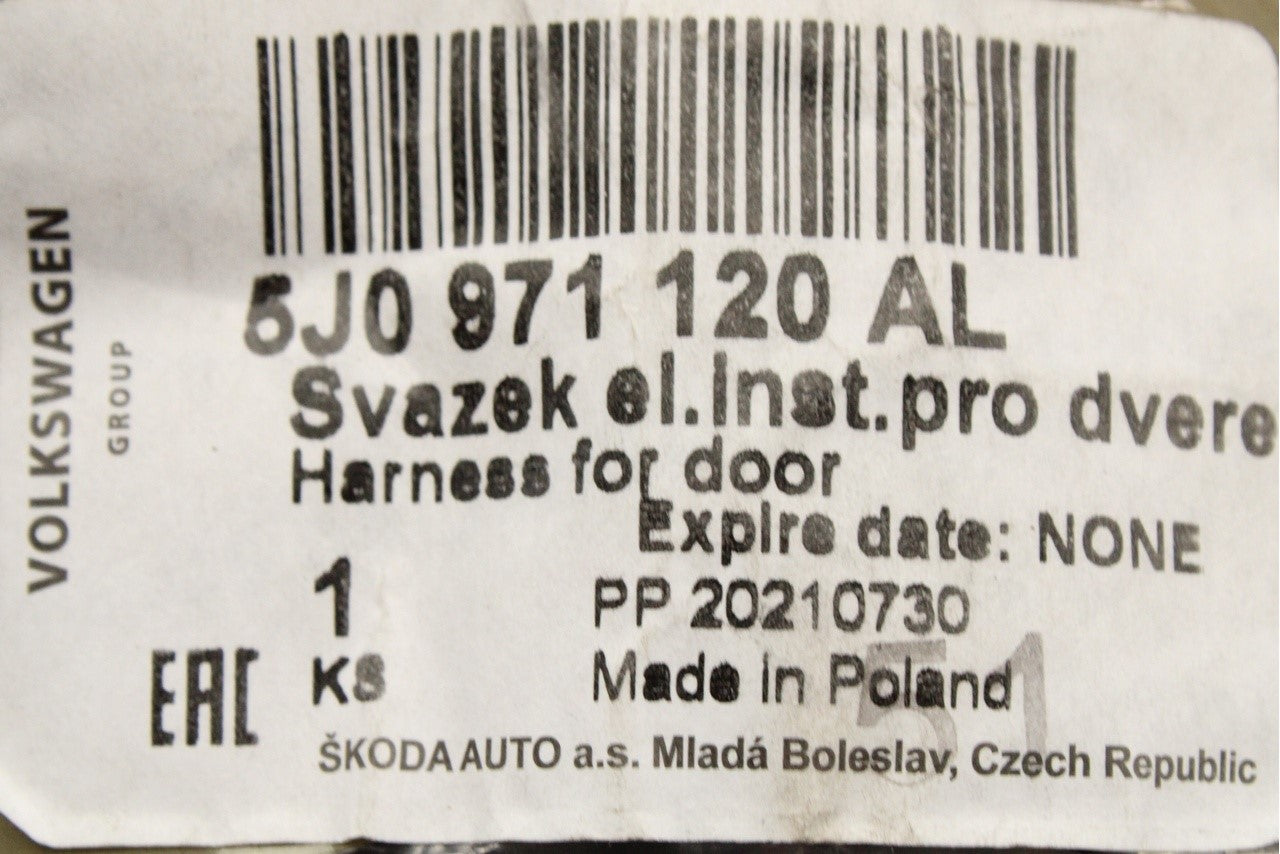 VOLKSWAGEN
GROUP
5J0 971 120 AL
Svazek el.inst.pro dvere
Harness for door
Expire date: NONE
1
PP 20210730
KS
Made in Poland
51
EAC
ŠKODA AUTO a.s. Mladá Boleslav, Czech Republic